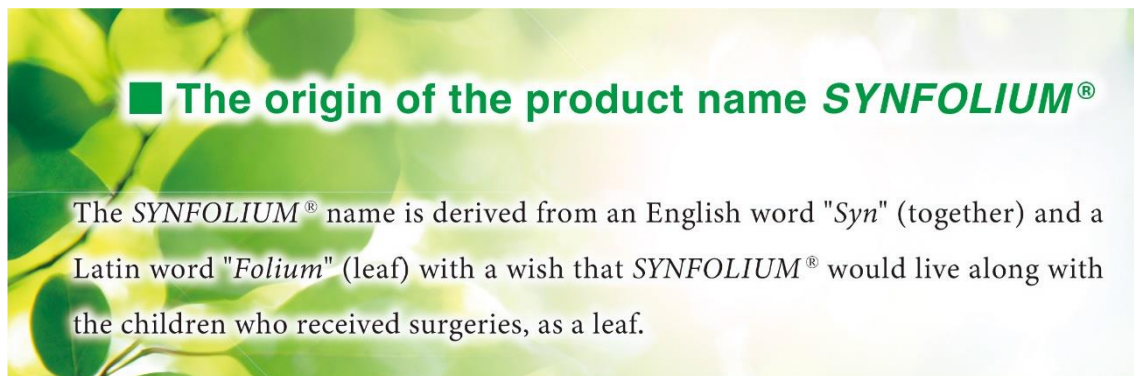 ■ The origin of the product name SYNFOLIUM®
The SYNFOLIUM® name is derived from an English word "Syn" (together) and a
Latin word "Folium" (leaf) with a wish that SYNFOLIUM® would live along with
the children who received surgeries, as a leaf.